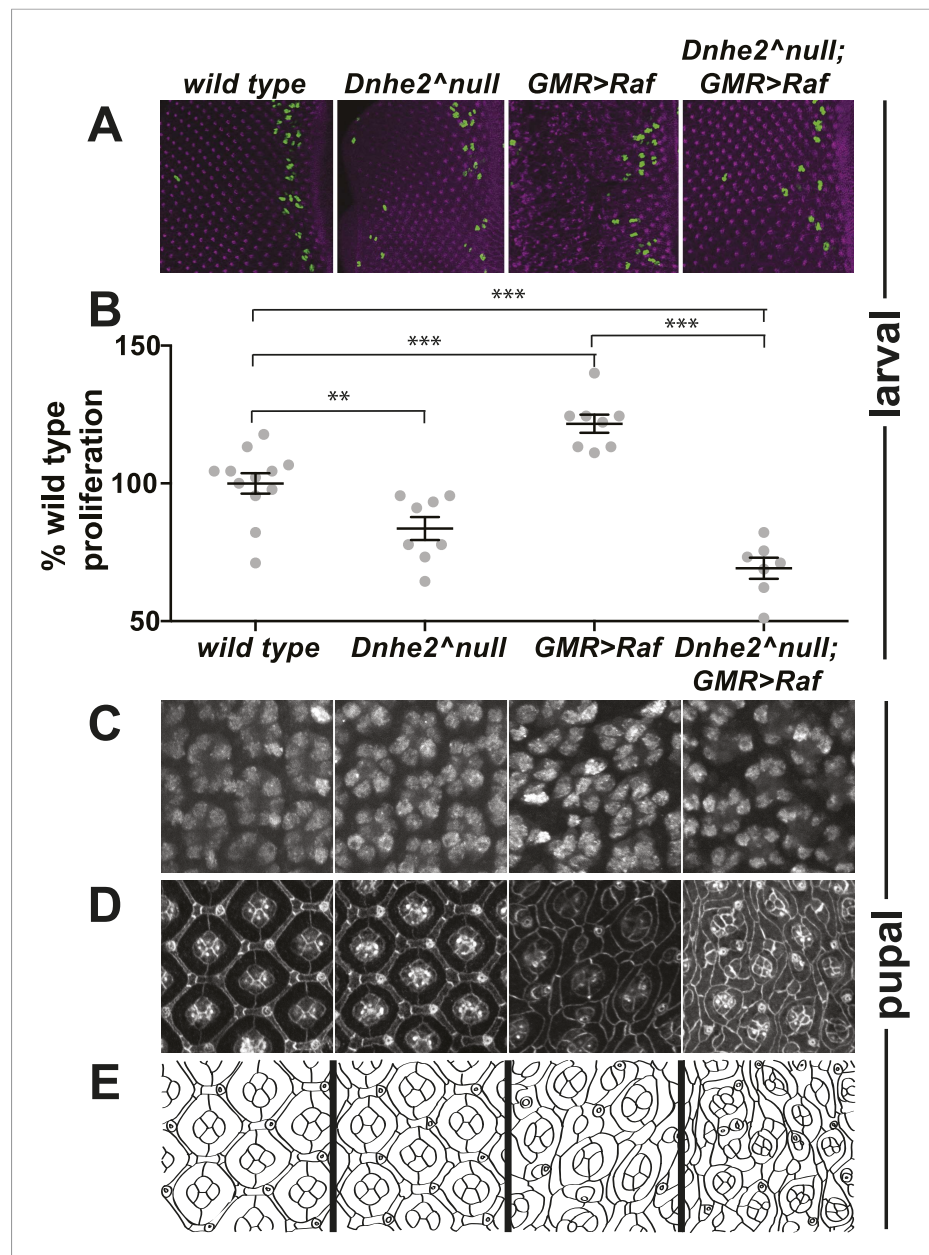 wild type Dnhe2^null GMR>Raf Dnhe2^null;
GMR>Raf
A
B
***
***
***
**
150
100
50
% wild type
proliferation
wild type Dnhe2^null GMR>Raf Dnhe2^null;
GMR>Raf
larval
C
D
E
pupal